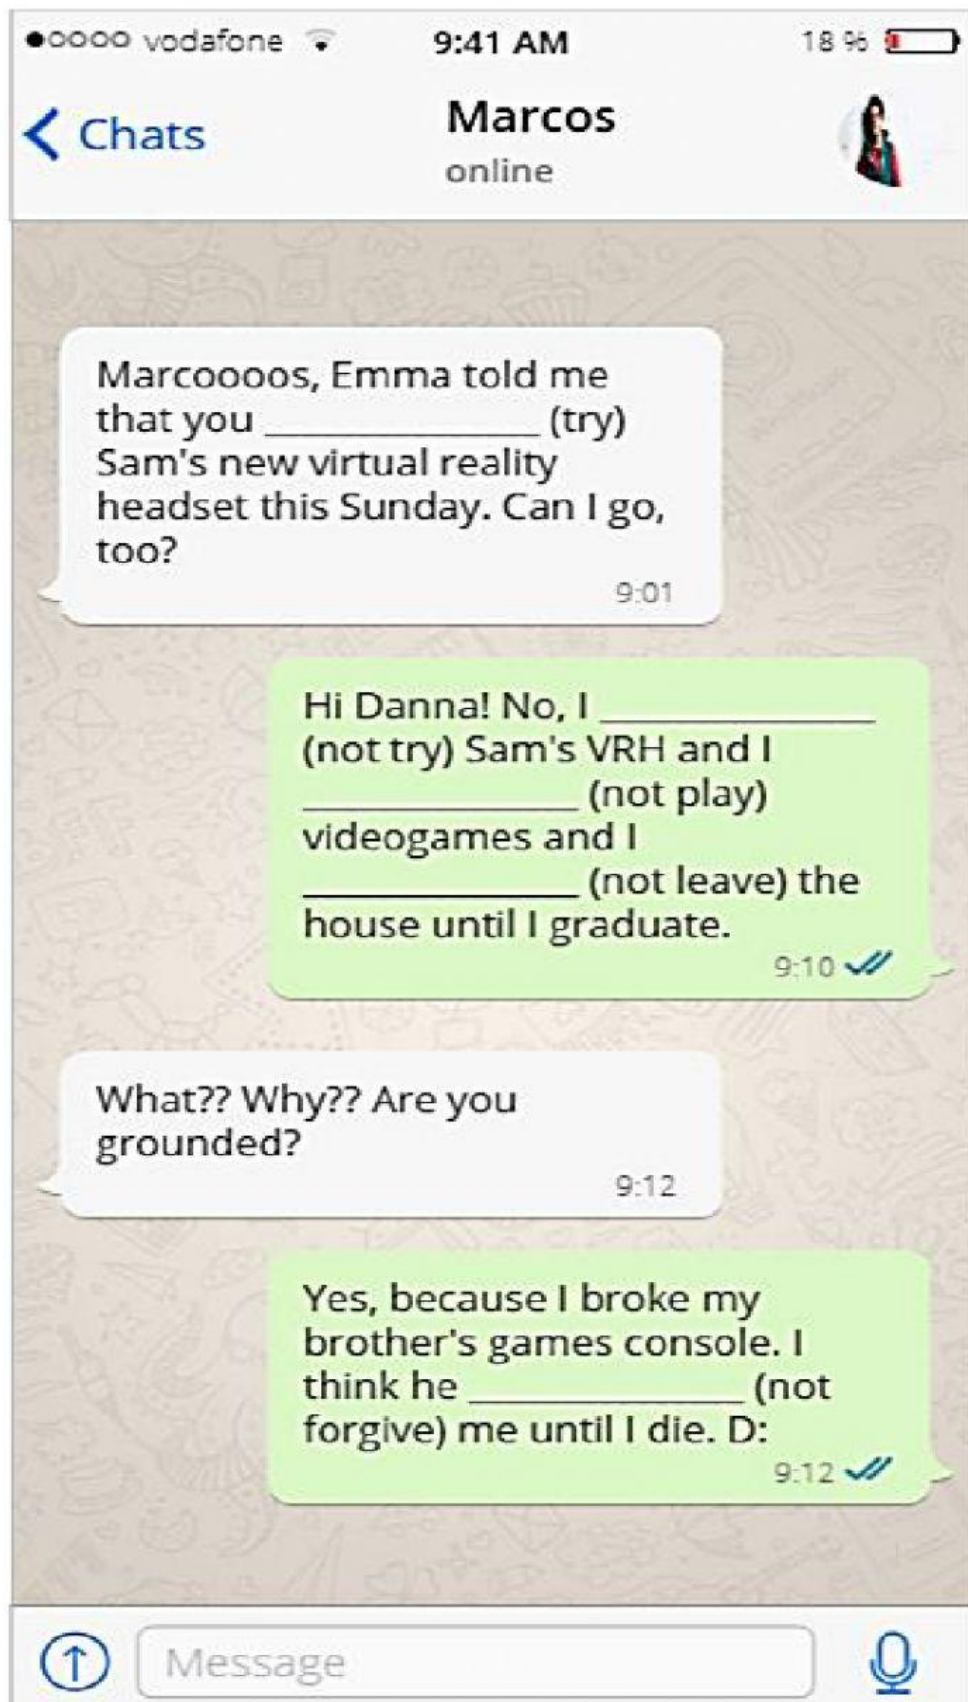 vodafone 9:41 AM 18 %
Chats Marcos
online
Marcoooos, Emma told me
that you ______________ (try)
Sam's new virtual reality
headset this Sunday. Can I go,
too?
9:01
Hi Danna! No, I ______________
(not try) Sam's VRH and I
______________ (not play)
videogames and I
______________ (not leave) the
house until I graduate.
9:10
What?? Why?? Are you
grounded?
9:12
Yes, because I broke my
brother's games console. I
think he ______________ (not
forgive) me until I die. D:
9:12
Message